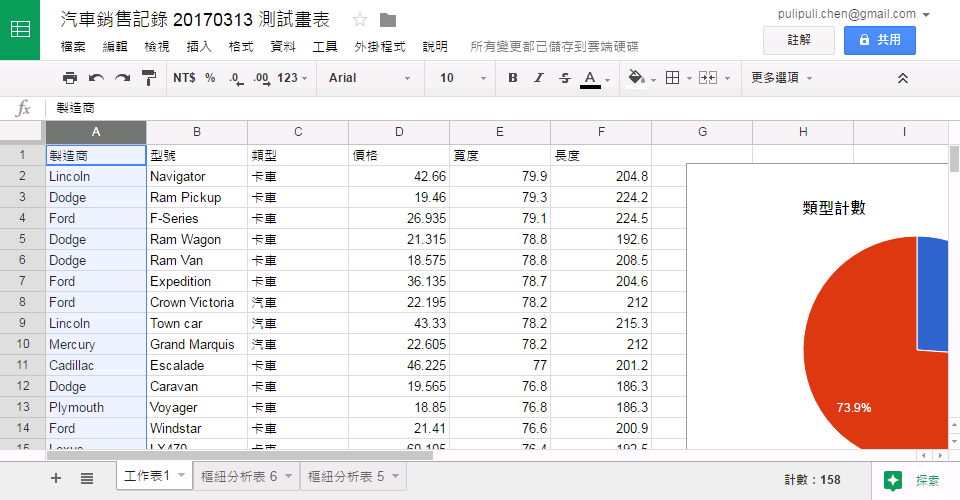 汽車銷售記錄 20170313 測試畫表
pulipuli.chen@gmail.com
檔案 編輯 檢視 插入 格式 資料 工具 外掛程式 說明 所有變更都已儲存到雲端硬碟
註解 共用
NT$ % .0 .00 123 Arial 10 B I S A 更多選項
fx 製造商
A B C D E F G H I
1 製造商 型號 類型 價格 寬度 長度
2 Lincoln Navigator 卡車 42.66 79.9 204.8
3 Dodge Ram Pickup 卡車 19.46 79.3 224.2
4 Ford F-Series 卡車 26.935 79.1 224.5
5 Dodge Ram Wagon 卡車 21.315 78.8 192.6
6 Dodge Ram Van 卡車 18.575 78.8 208.5
7 Ford Expedition 卡車 36.135 78.7 204.6
8 Ford Crown Victoria 汽車 22.195 78.2 212
9 Lincoln Town car 汽車 43.33 78.2 215.3
10 Mercury Grand Marquis 汽車 22.605 78.2 212
11 Cadillac Escalade 卡車 46.225 77 201.2
12 Dodge Caravan 卡車 19.565 76.8 186.3
13 Plymouth Voyager 卡車 18.85 76.8 186.3
14 Ford Windstar 卡車 21.41 76.6 200.9
15 Lexus LX470 卡車 60.105 76.4 192.5
類型計數
73.9%
工作表1 樞紐分析表 6 樞紐分析表 5
計數：158 探索